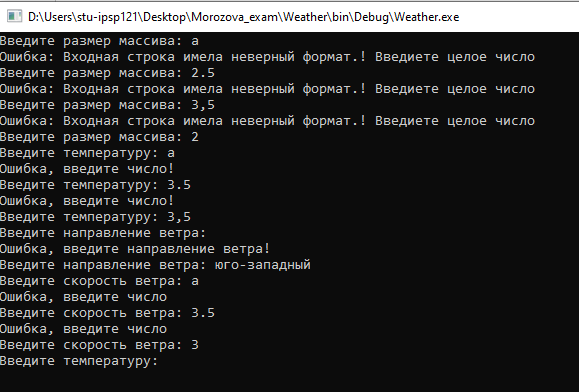 D:\Users\stu-ipsp121\Desktop\Morozova_exam\Weather\bin\Debug\Weather.exe
Введите размер массива: a
Ошибка: Входная строка имела неверный формат.! Введиете целое число
Введите размер массива: 2.5
Ошибка: Входная строка имела неверный формат.! Введиете целое число
Введите размер массива: 3,5
Ошибка: Входная строка имела неверный формат.! Введиете целое число
Введите размер массива: 2
Введите температуру: a
Ошибка, введите число!
Введите температуру: 3.5
Ошибка, введите число!
Введите температуру: 3,5
Введите направление ветра:
Ошибка, введите направление ветра!
Введите направление ветра: юго-западный
Введите скорость ветра: a
Ошибка, введите число
Введите скорость ветра: 3.5
Ошибка, введите число
Введите скорость ветра: 3
Введите температуру: